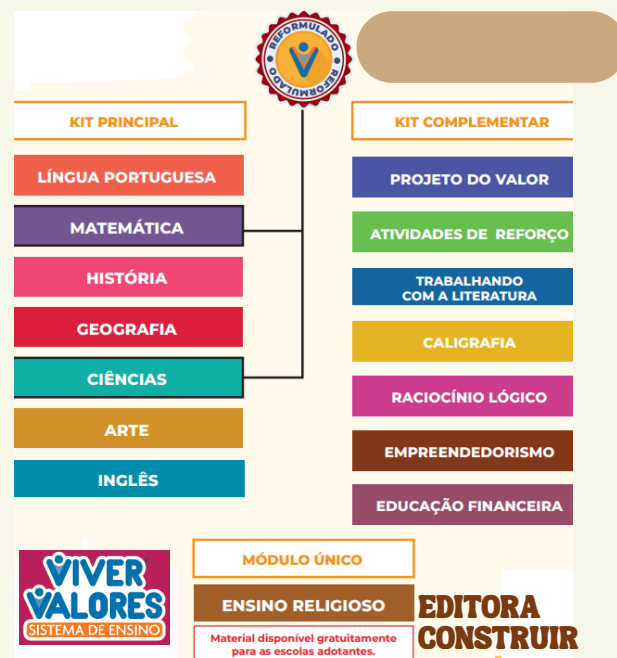 REFORMULADO
REFORMULADO
KIT PRINCIPAL
LÍNGUA PORTUGUESA
MATEMÁTICA
HISTÓRIA
GEOGRAFIA
CIÊNCIAS
ARTE
INGLÊS
KIT COMPLEMENTAR
PROJETO DO VALOR
ATIVIDADES DE REFORÇO
TRABALHANDO
COM A LITERATURA
CALIGRAFIA
RACIOCÍNIO LÓGICO
EMPREENDEDORISMO
EDUCAÇÃO FINANCEIRA
VIVER
VALORES
SISTEMA DE ENSINO
MÓDULO ÚNICO
ENSINO RELIGIOSO
Material disponível gratuitamente
para as escolas adotantes.
EDITORA
CONSTRUIR